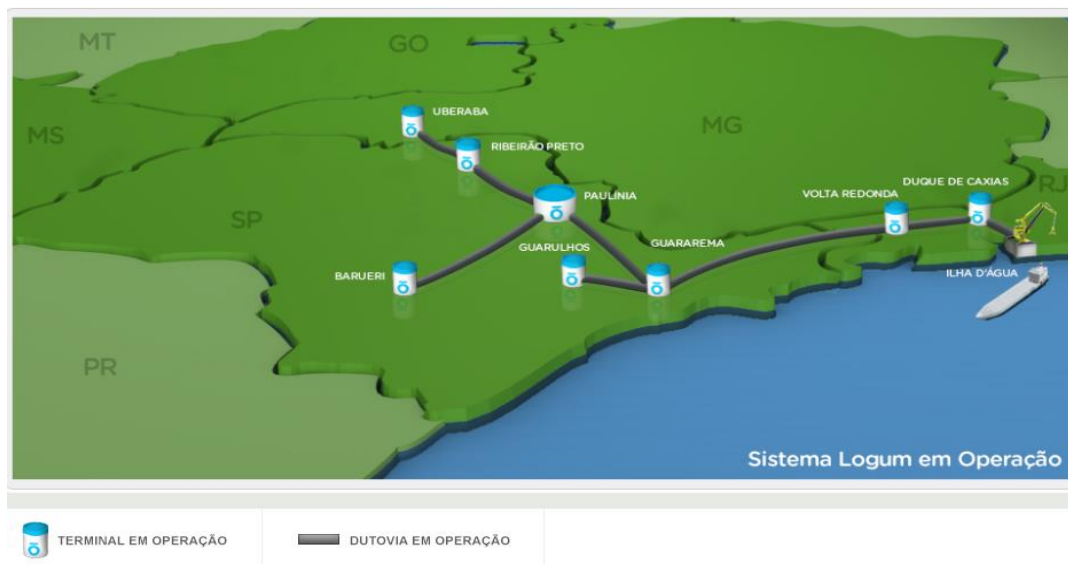 MT
GO
UBERABA
MS
MG
RIBEIRÃO PRETO
DUQUE DE CAXIAS
RJ
PAULÍNIA
VOLTA REDONDA
SP
GUARULHOS
GUARAREMA
BARUERI
ILHA D'ÁGUA
PR
Sistema Logum em Operação
TERMINAL EM OPERAÇÃO
DUTOVIA EM OPERAÇÃO